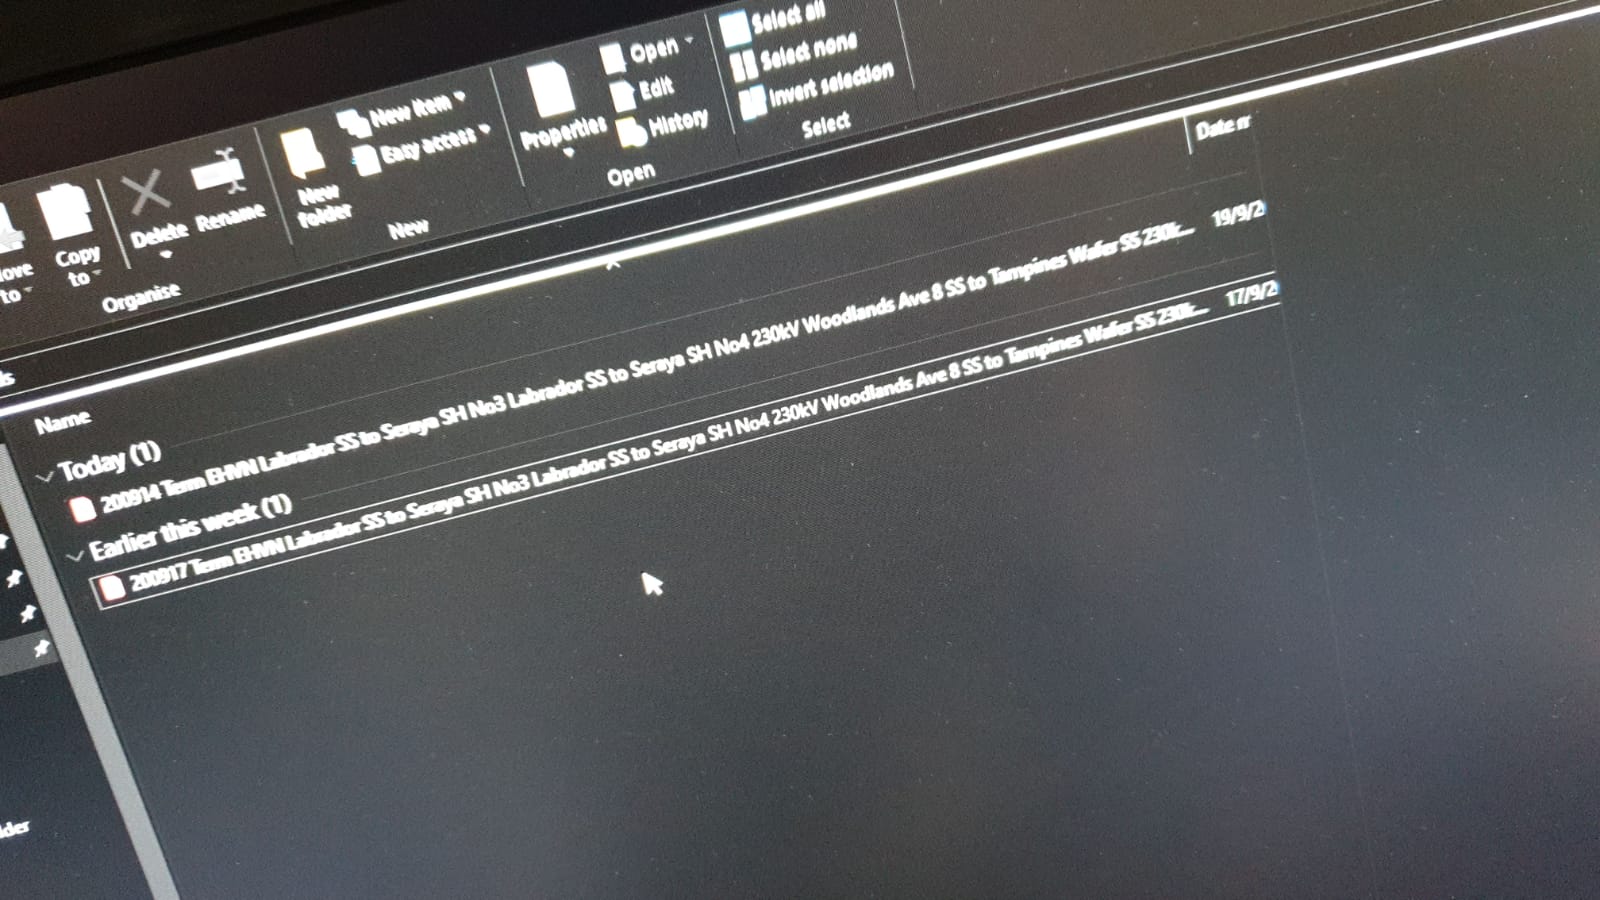 Select all
Open
Select none
New item
Edit
Invert selection
Easy access
Properties
History
Select
Date m
New folder
Open
Delete
Rename
Copy to
New
to
Organise
Name
Today (1)
200914 Term EHVN Labrador SS to Seraya SH No3 Labrador SS to Seraya SH No4 230kV Woodlands Ave 8 SS to Tampines Wafer SS 230k... 19/9/2
Earlier this week (1)
200917 Term EHVN Labrador SS to Seraya SH No3 Labrador SS to Seraya SH No4 230kV Woodlands Ave 8 SS to Tampines Wafer SS 230k... 17/9/2